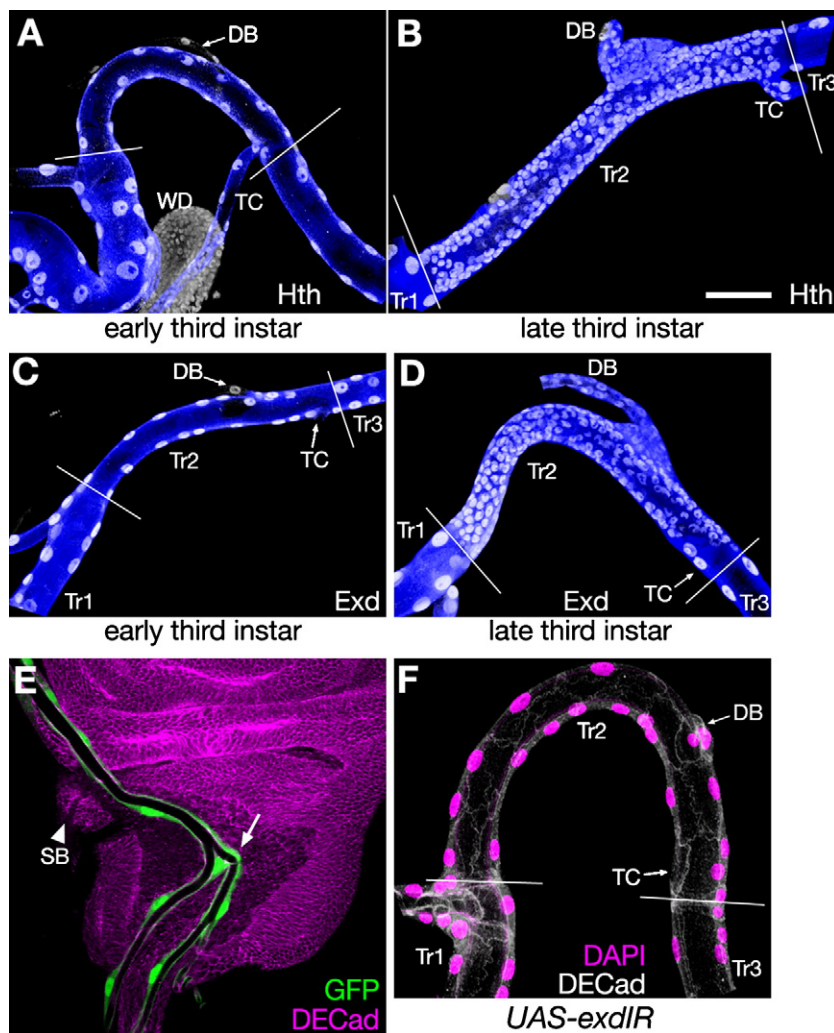 A
DB
WD
TC
Hth
early third instar
B
DB
Tr3
TC
Tr2
Tr1
Hth
late third instar
C
DB
Tr3
TC
Tr2
Tr1
Exd
early third instar
D
DB
Tr2
Tr1
TC
Tr3
Exd
late third instar
E
SB
GFP
DECad
F
DB
Tr2
TC
Tr1
Tr3
DAPI
DECad
UAS-exdIR